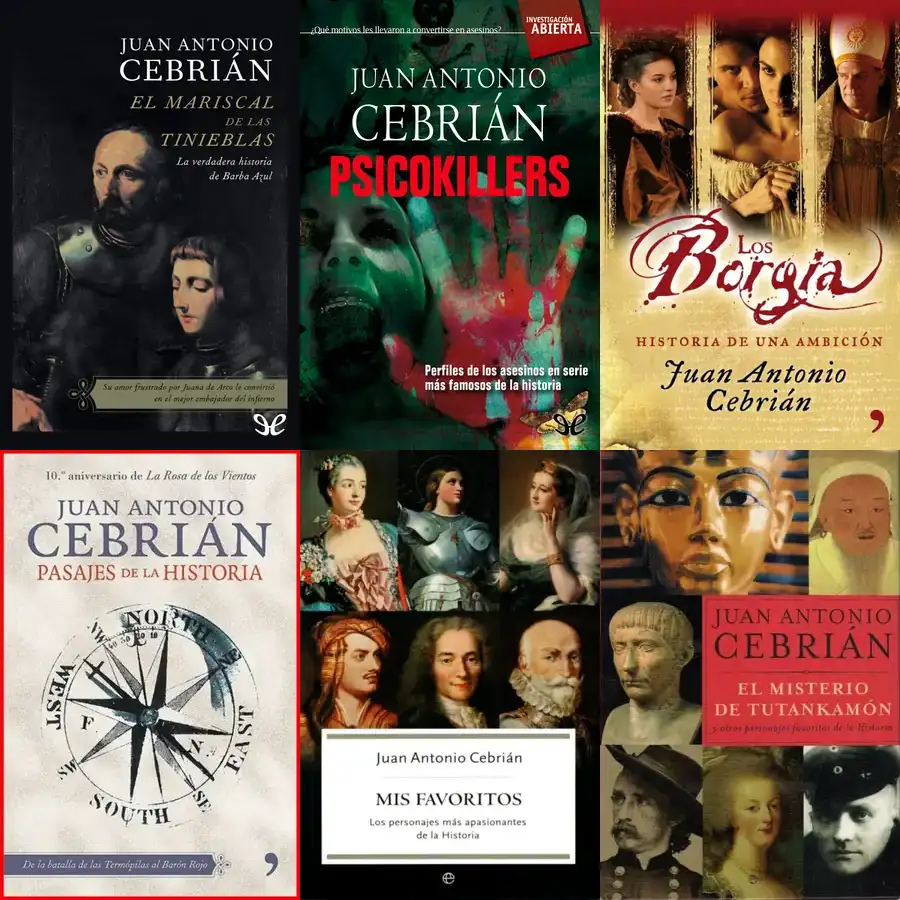 JUAN ANTONIO
CEBRIÁN
EL MARISCAL
DE LAS
TINIEBLAS
La verdadera historia
de Barba Azul
Su amor frustrado por Juana de Arco le convirtió
en el mejor embajador del infierno
¿Qué motivos les llevaron a convertirse en asesinos?
INVESTIGACIÓN
ABIERTA
JUAN ANTONIO
CEBRIÁN
PSICOKILLERS
Perfiles de los asesinos en serie
más famosos de la historia
Los
Borgia
HISTORIA DE UNA AMBICIÓN
Juan Antonio
Cebrián
10.º aniversario de La Rosa de los Vientos
JUAN ANTONIO
CEBRIÁN
PASAJES DE LA HISTORIA
NORTH
NW
NE
WEST
F
EAST
N
SW
SE
SOUTH
De la batalla de las Termópilas al Barón Rojo
Juan Antonio Cebrián
MIS FAVORITOS
Los personajes más apasionantes
de la Historia
JUAN ANTONIO
CEBRIÁN
EL MISTERIO
DE TUTANKAMÓN
y otros personajes favoritos de la Historia